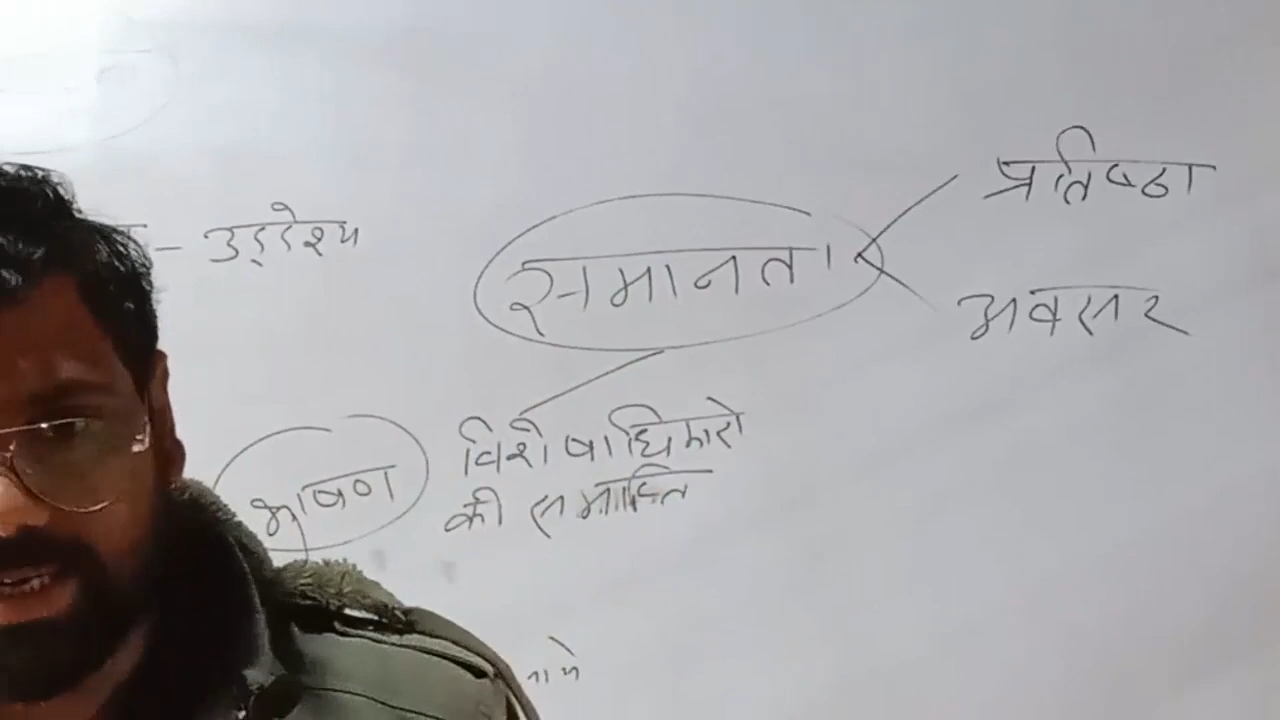 प्रतिष्ठा
– उद्देश्य
समानता
अवसर
विशेषाधिकारो
की समाप्ति
भाषण